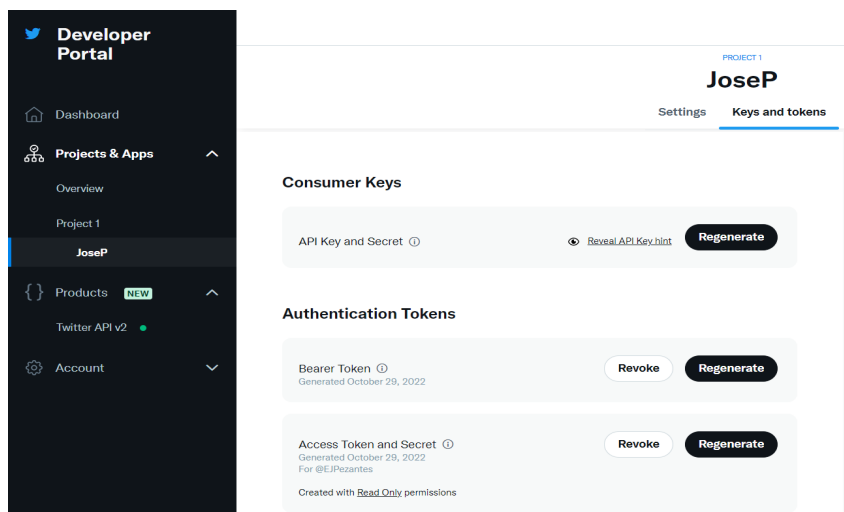 Developer
Portal
Dashboard
Projects & Apps
Overview
Project 1
JoseP
Products NEW
Twitter API v2
Account
PROJECT 1
JoseP
Settings Keys and tokens
Consumer Keys
API Key and Secret Reveal API Key hint Regenerate
Authentication Tokens
Bearer Token Revoke Regenerate
Generated October 29, 2022
Access Token and Secret Revoke Regenerate
Generated October 29, 2022
For @EJPezantes
Created with Read Only permissions